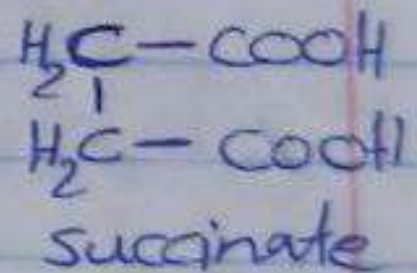 H₂C – COOH
H₂C – COOH
succinate